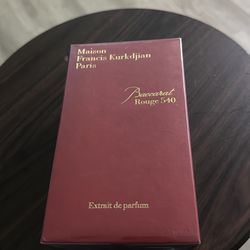 Maison
Francis Kurkdjian
Paris
Baccarat
Rouge 540
Extrait de parfum